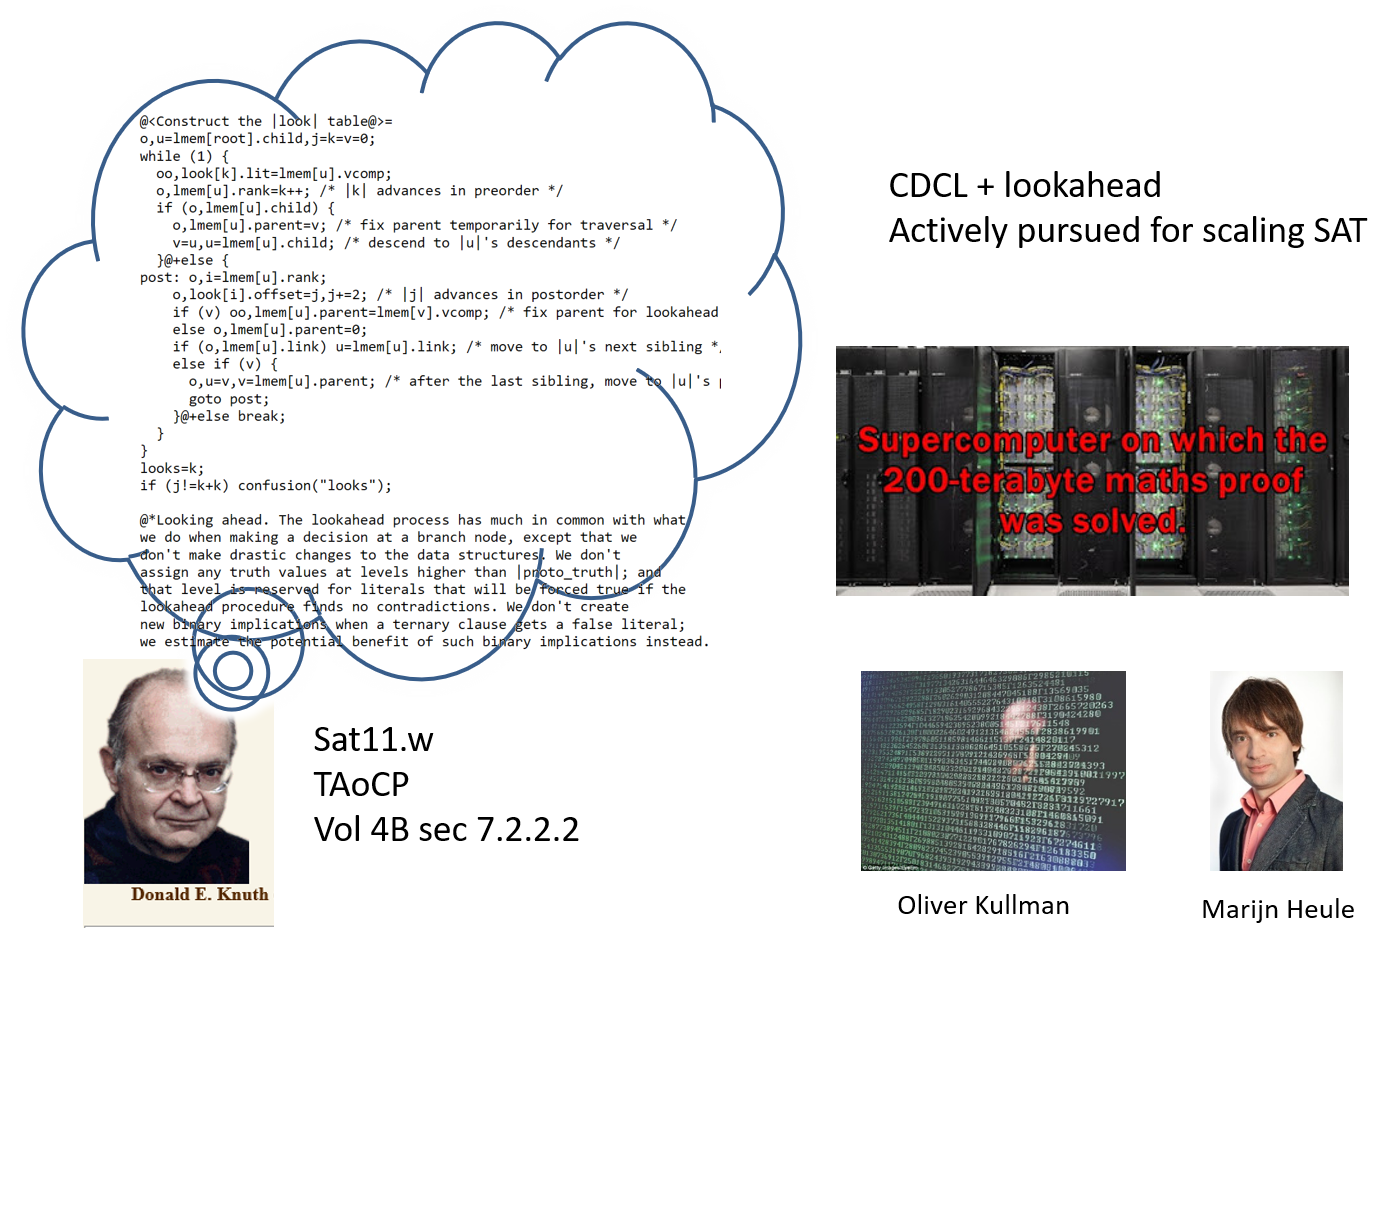 @<Construct the |look| table@>=
o,u=lmem[root].child,j=k=v=0;
while (1) {
  oo,look[k].lit=lmem[u].vcomp;
  o,lmem[u].rank=k++; /* |k| advances in preorder */
  if (o,lmem[u].child) {
    o,lmem[u].parent=v; /* fix parent temporarily for traversal */
    v=u,u=lmem[u].child; /* descend to |u|'s descendants */
  }@+else {
post: o,i=lmem[u].rank;
    o,look[i].offset=j,j+=2; /* |j| advances in postorder */
    if (v) oo,lmem[u].parent=lmem[v].vcomp; /* fix parent for lookahead
    else o,lmem[u].parent=0;
    if (o,lmem[u].link) u=lmem[u].link; /* move to |u|'s next sibling *
    else if (v) {
      o,u=v,v=lmem[u].parent; /* after the last sibling, move to |u|'s
      goto post;
    }@+else break;
  }
}
looks=k;
if (j!=k+k) confusion("looks");
@*Looking ahead. The lookahead process has much in common with what
we do when making a decision at a branch node, except that we
don't make drastic changes to the data structures. We don't
assign any truth values at levels higher than |proto_truth|; and
that level is reserved for literals that will be forced true if the
lookahead procedure finds no contradictions. We don't create
new binary implications when a ternary clause gets a false literal;
we estimate the potential benefit of such binary implications instead.
Donald E. Knuth
Sat11.w
TAoCP
Vol 4B sec 7.2.2.2
CDCL + lookahead
Actively pursued for scaling SAT
Supercomputer on which the
200-terabyte maths proof
was solved.
Oliver Kullman
Marijn Heule